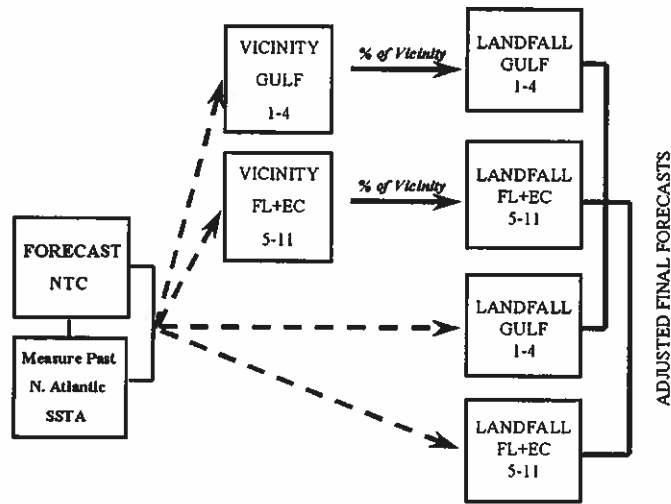 VICINITY
GULF
1-4
% of Vicinity
LANDFALL
GULF
1-4
VICINITY
FL+EC
5-11
% of Vicinity
LANDFALL
FL+EC
5-11
FORECAST
NTC
Measure Past
N. Atlantic
SSTA
LANDFALL
GULF
1-4
LANDFALL
FL+EC
5-11
ADJUSTED FINAL FORECASTS